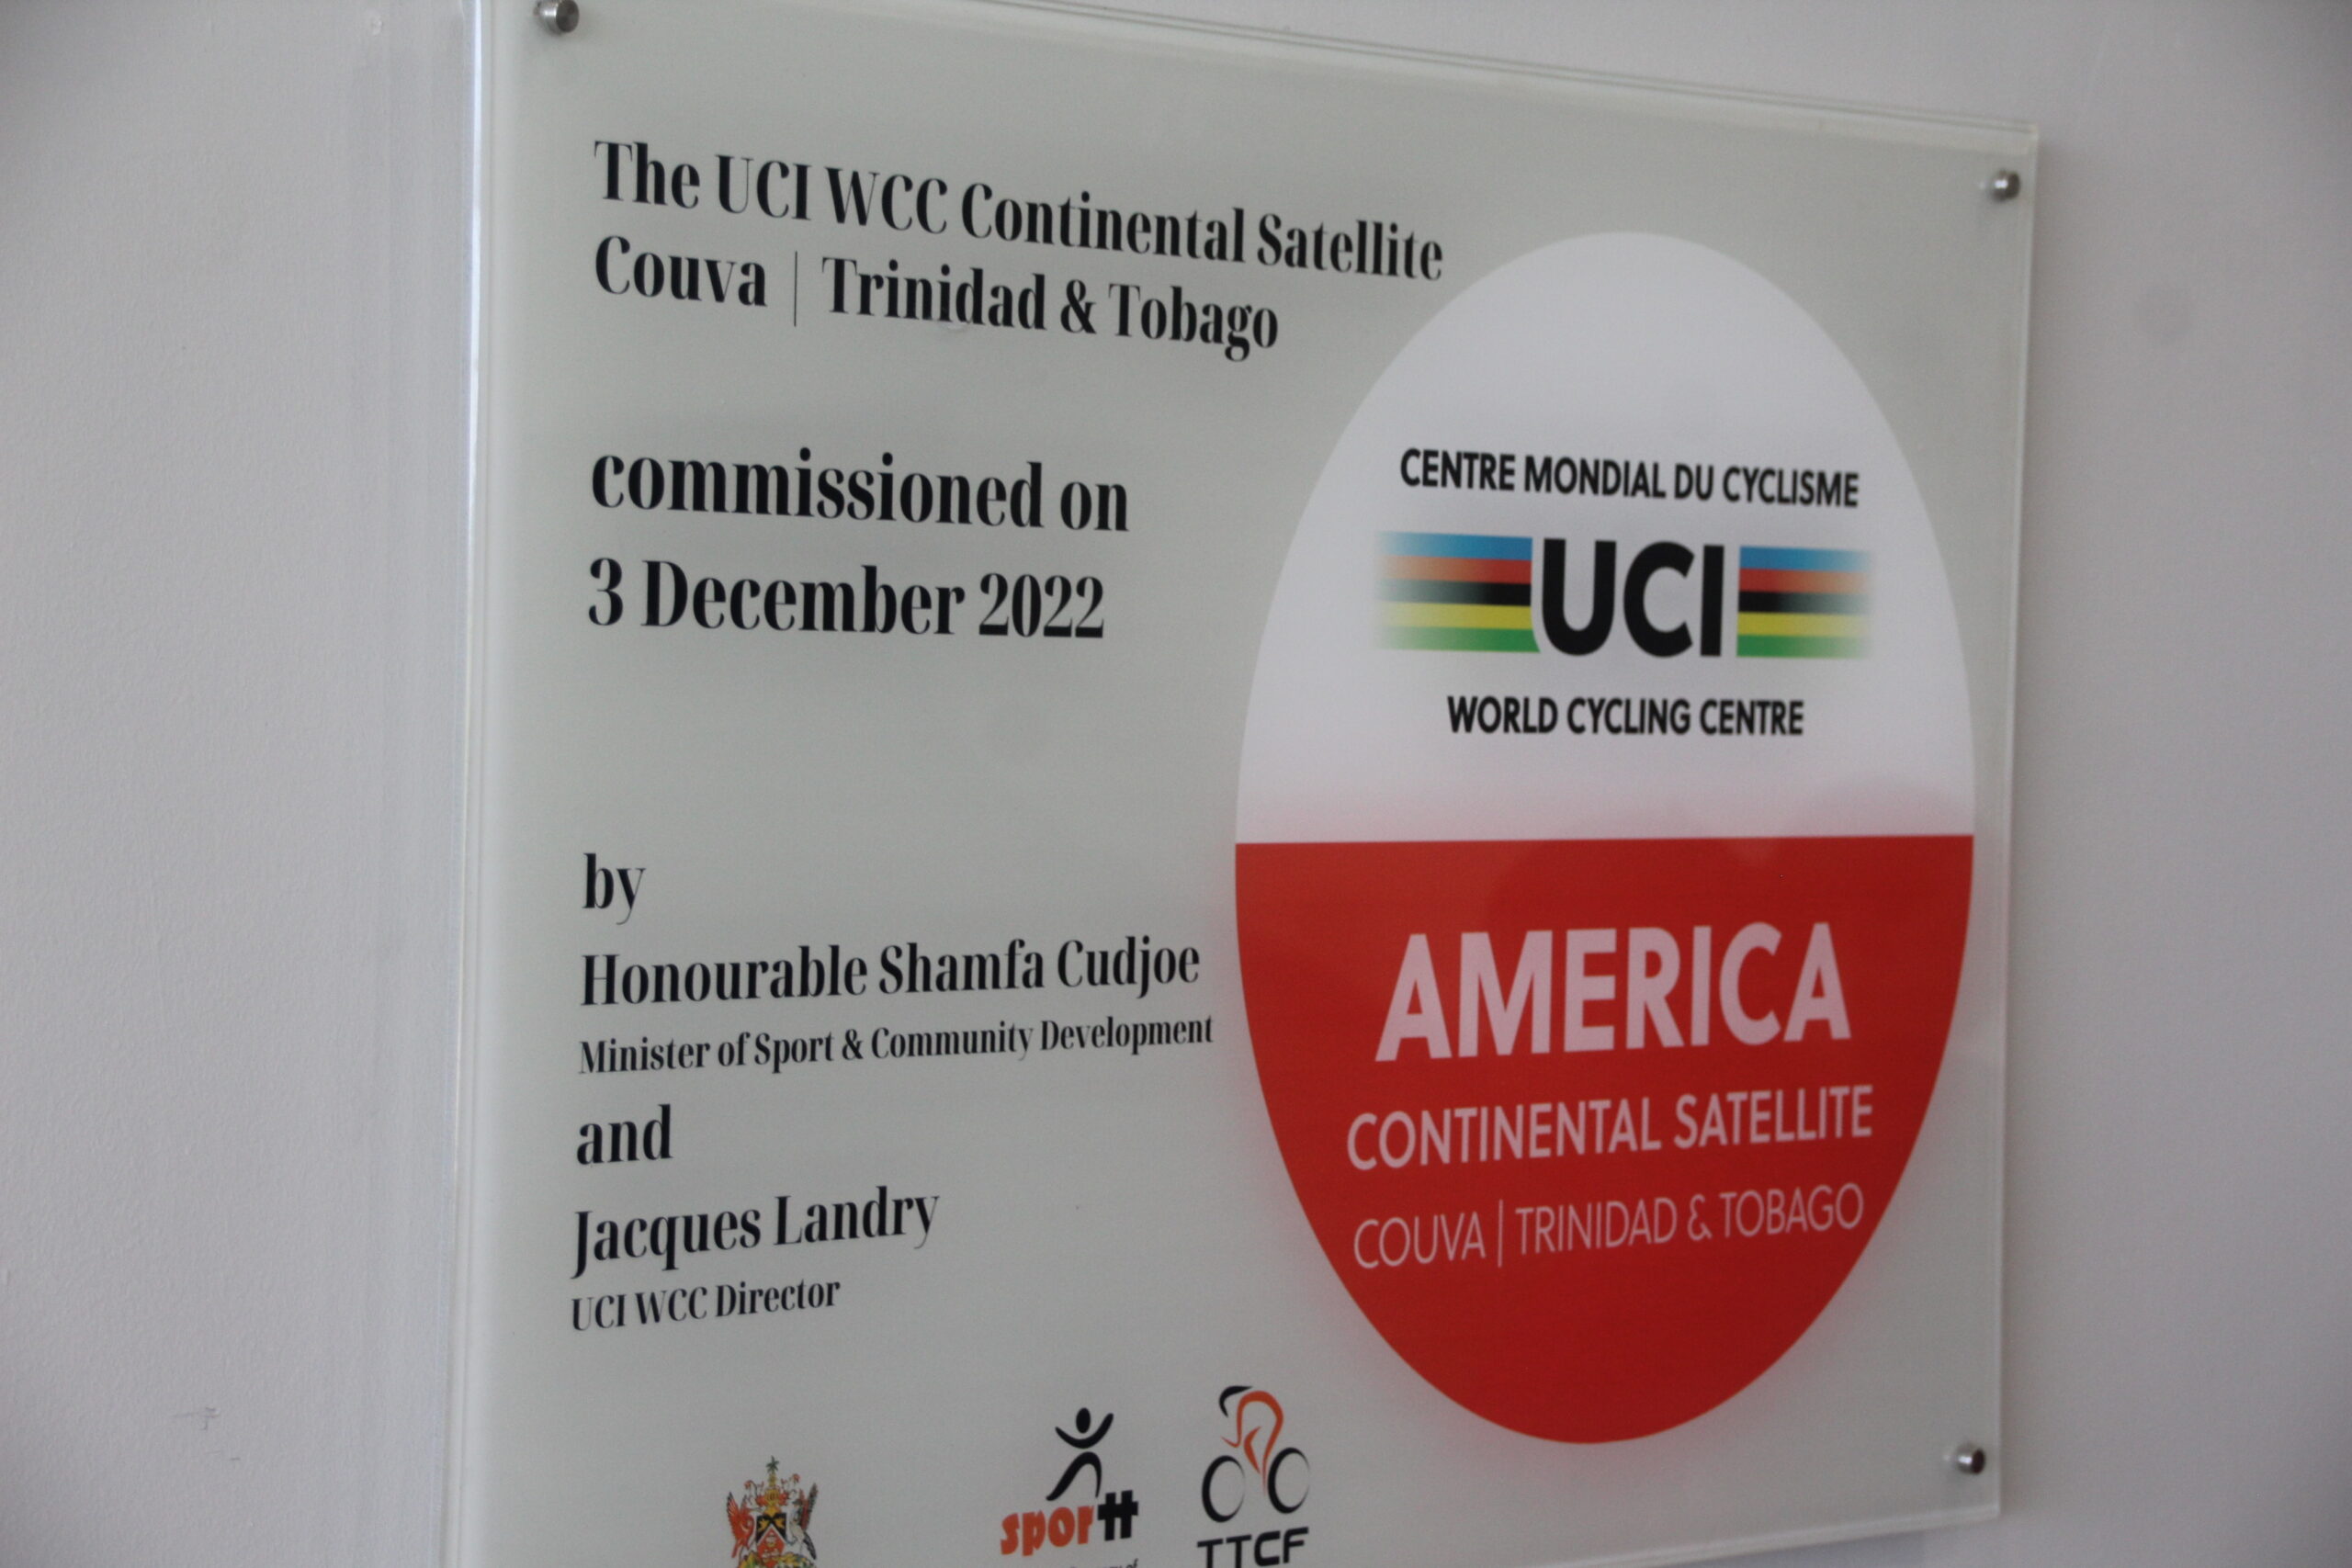 The UCI WCC Continental Satellite
Couva | Trinidad & Tobago
commissioned on
3 December 2022
by
Honourable Shamfa Cudjoe
Minister of Sport & Community Development
and
Jacques Landry
UCI WCC Director
CENTRE MONDIAL DU CYCLISME
UCI
WORLD CYCLING CENTRE
AMERICA
CONTINENTAL SATELLITE
COUVA | TRINIDAD & TOBAGO
sportt
TTCF